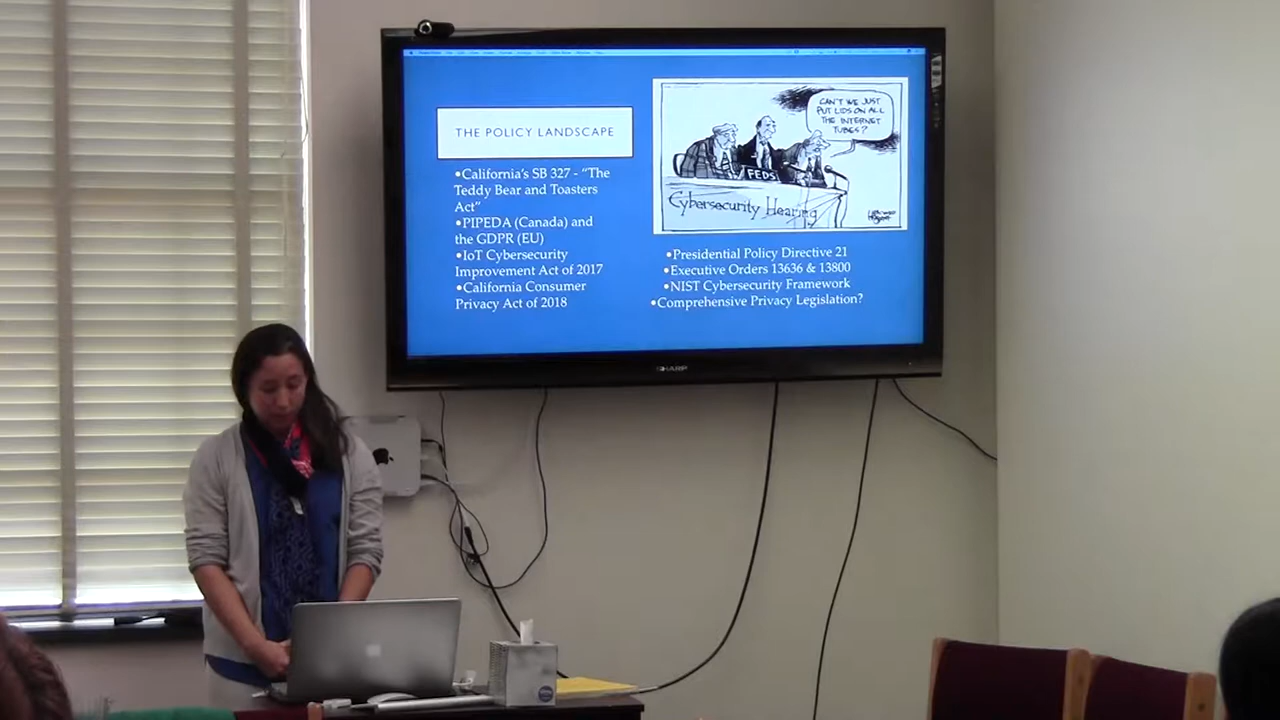 THE POLICY LANDSCAPE
•California's SB 327 - "The
Teddy Bear and Toasters
Act"
•PIPEDA (Canada) and
the GDPR (EU)
•IoT Cybersecurity
Improvement Act of 2017
•California Consumer
Privacy Act of 2018
CAN'T WE JUST
PUT LIDS ON ALL
THE INTERNET
TUBES?
FEDS
Cybersecurity Hearing
•Presidential Policy Directive 21
•Executive Orders 13636 & 13800
•NIST Cybersecurity Framework
•Comprehensive Privacy Legislation?
SHARP